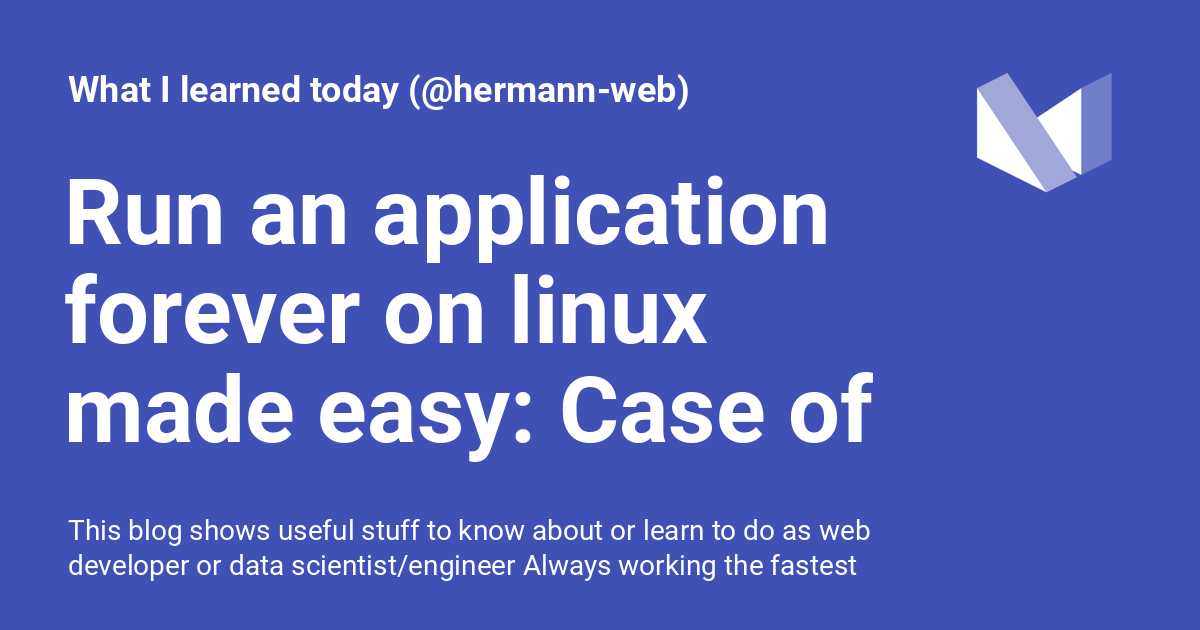 What I learned today (@hermann-web)
Run an application
forever on linux
made easy: Case of
This blog shows useful stuff to know about or learn to do as web
developer or data scientist/engineer Always working the fastest